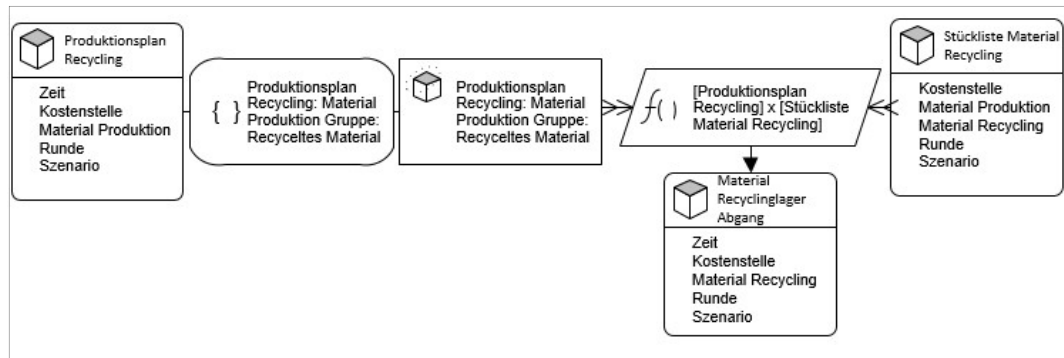 Produktionsplan
Recycling
Zeit
Kostenstelle
Material Produktion
Runde
Szenario
{ }
Produktionsplan
Recycling: Material
Produktion Gruppe:
Recyceltes Material
Produktionsplan
Recycling: Material
Produktion Gruppe:
Recyceltes Material
f()
[Produktionsplan
Recycling] x [Stückliste
Material Recycling]
Stückliste Material
Recycling
Kostenstelle
Material Produktion
Material Recycling
Runde
Szenario
Material
Recyclinglager
Abgang
Zeit
Kostenstelle
Material Recycling
Runde
Szenario